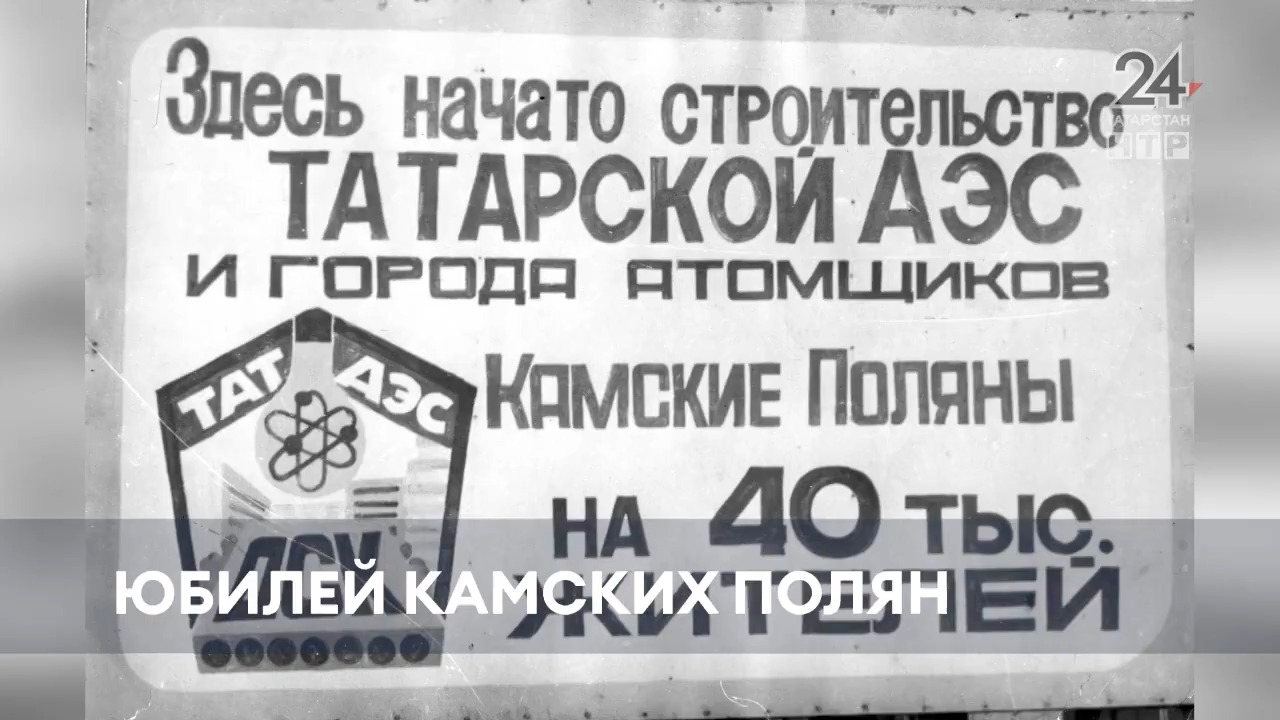 Здесь начато строительство
ТАТАРСКОЙ АЭС
И ГОРОДА АТОМЩИКОВ
ТАТ АЭС
КАМСКИЕ ПОЛЯНЫ
НА 40 ТЫС.
ЖИТЕЛЕЙ
ДСУ
ЮБИЛЕЙ КАМСКИХ ПОЛЯН
24
ТАТАРСТАН
НТР